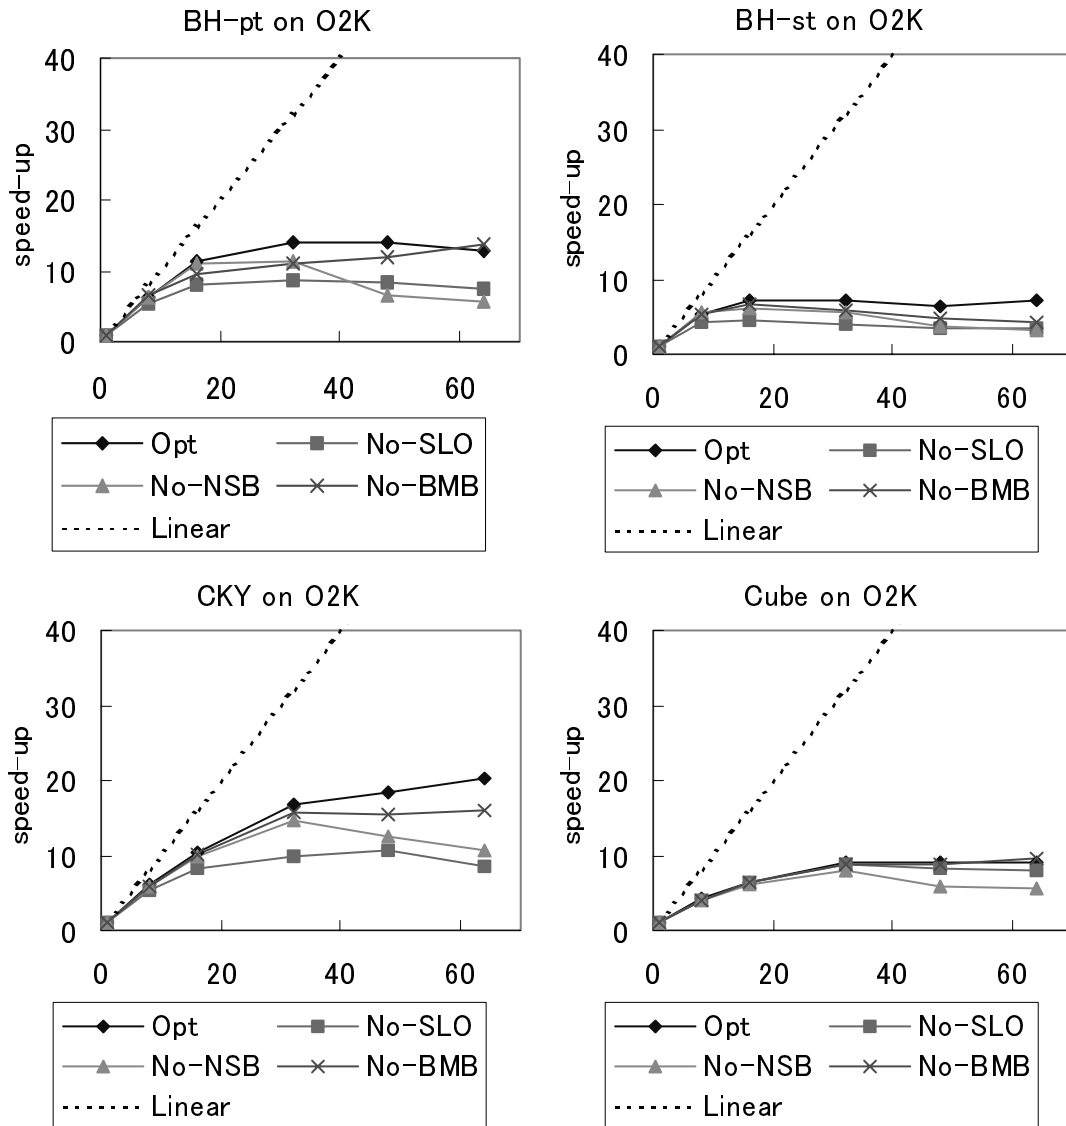 BH-pt on O2K
speed-up
40
30
20
10
0
0 20 40 60
Opt No-SLO
No-NSB No-BMB
Linear
BH-st on O2K
speed-up
40
30
20
10
0
0 20 40 60
Opt No-SLO
No-NSB No-BMB
Linear
CKY on O2K
speed-up
40
30
20
10
0
0 20 40 60
Opt No-SLO
No-NSB No-BMB
Linear
Cube on O2K
speed-up
40
30
20
10
0
0 20 40 60
Opt No-SLO
No-NSB No-BMB
Linear